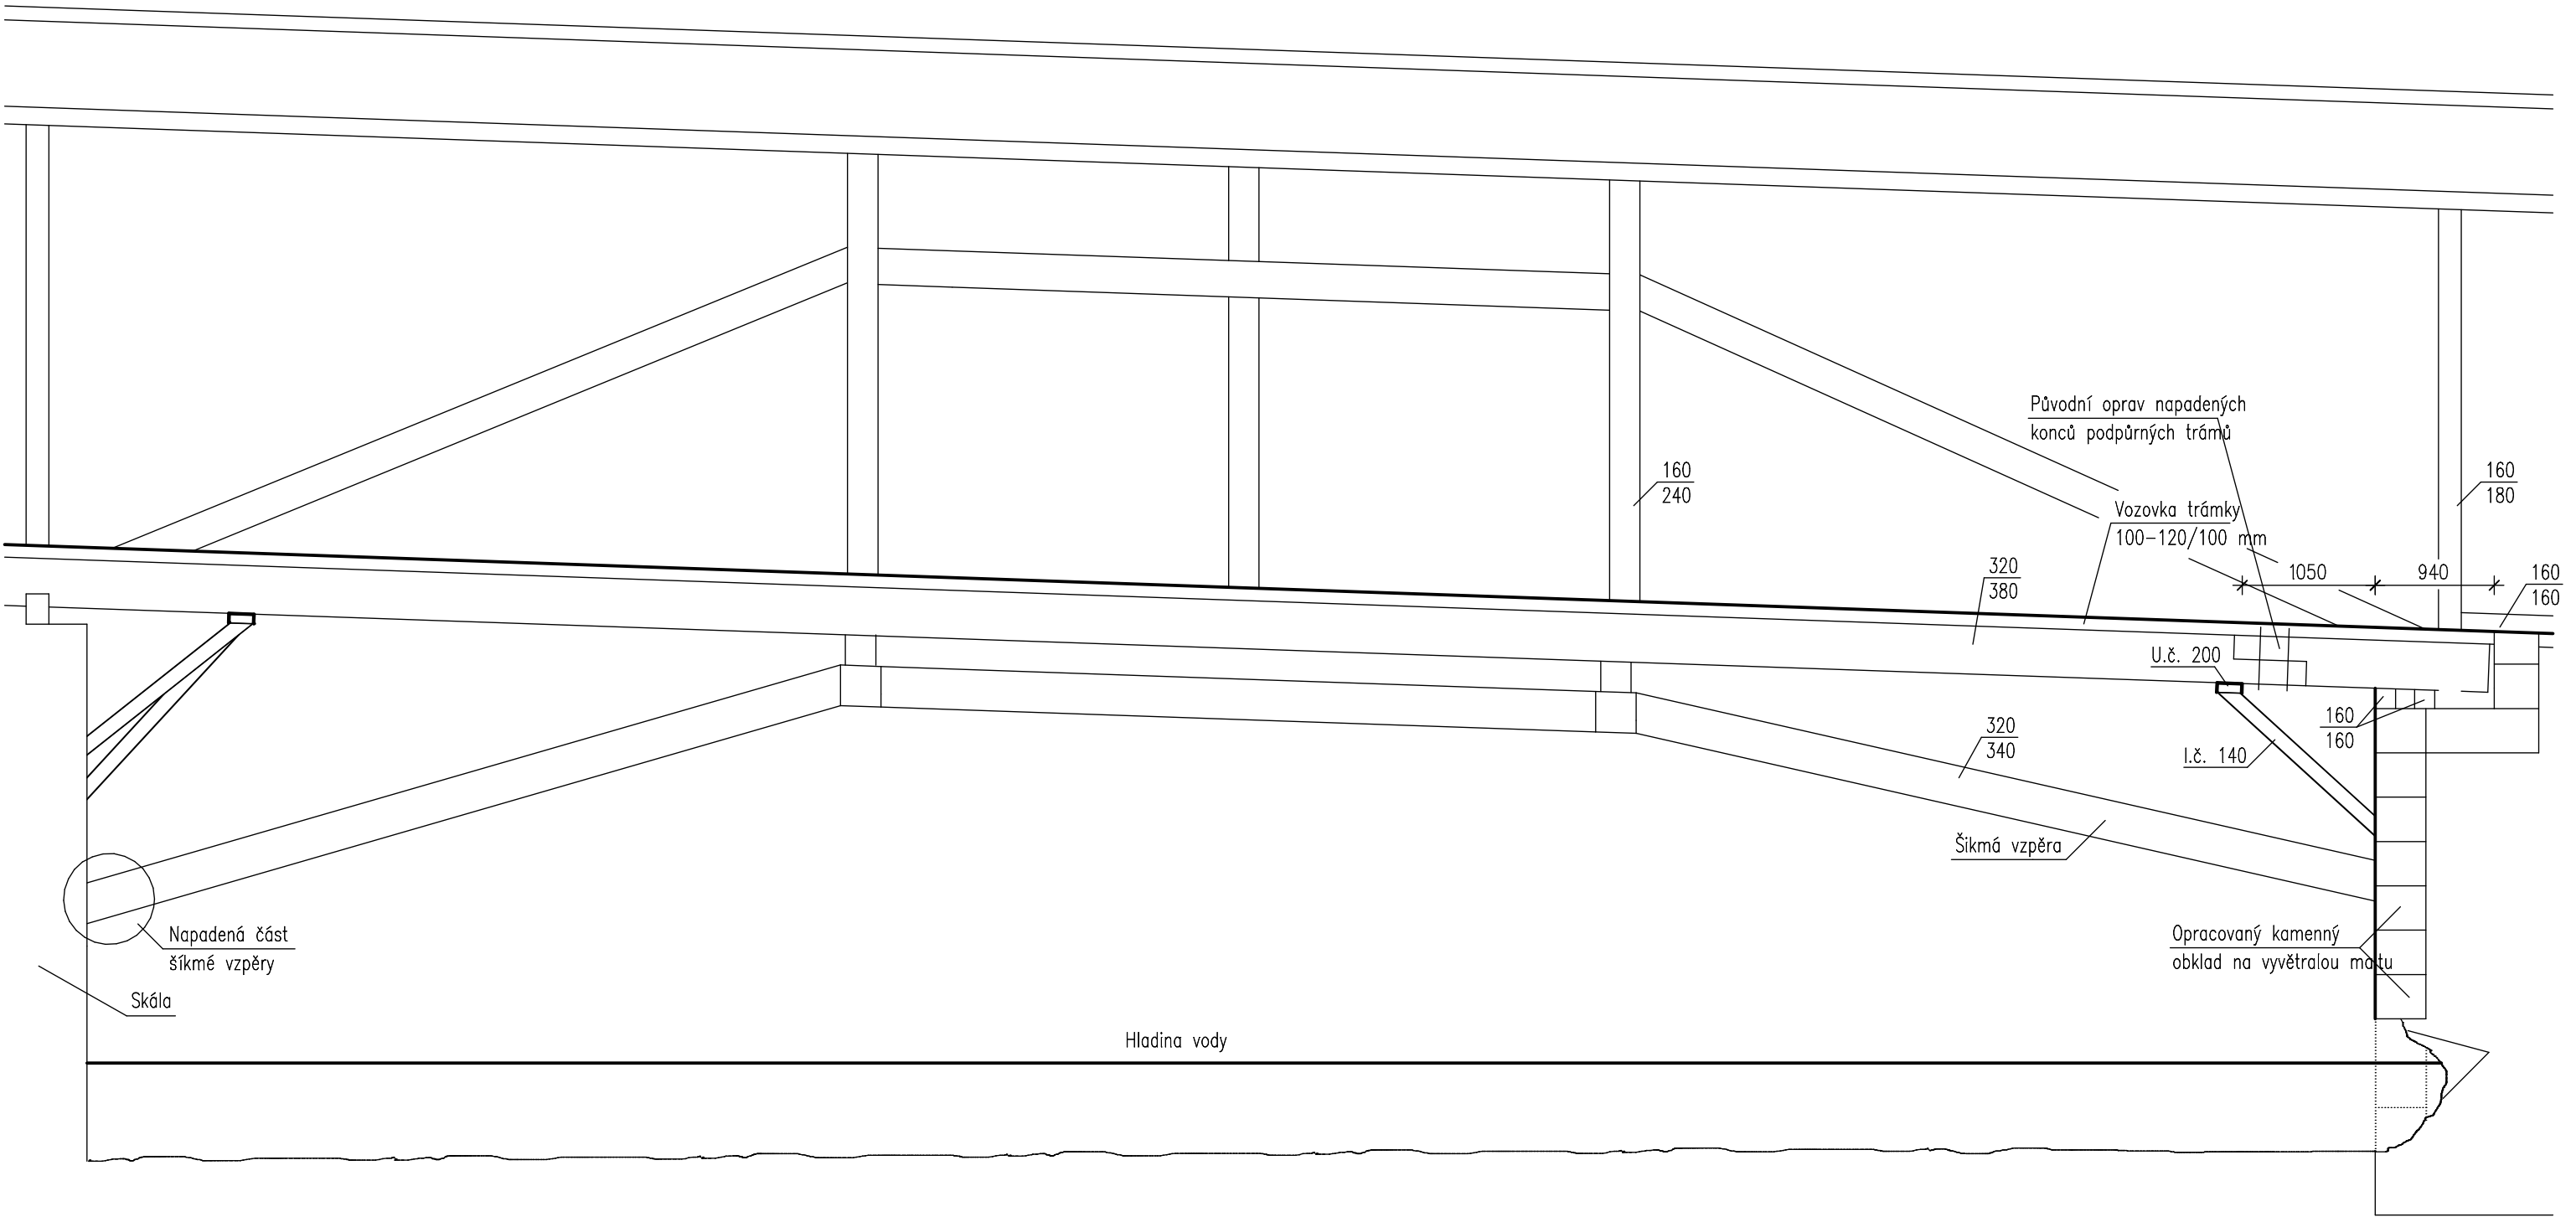 Původní oprav napadených
konců podpůrných trámů
160
240
160
180
Vozovka trámky
100-120/100 mm
320
380
1050
940
160
160
U.č. 200
160
160
320
340
I.č. 140
Šikmá vzpěra
Napadená část
šíkmé vzpěry
Opracovaný kamenný
obklad na vyvětralou maltu
Skála
Hladina vody